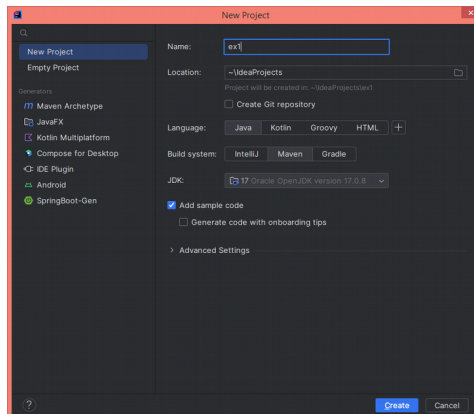 New Project
New Project
Empty Project
Generators
Maven Archetype
JavaFX
Kotlin Multiplatform
Compose for Desktop
IDE Plugin
Android
SpringBoot-Gen
Name: ex1
Location: ~\IdeaProjects
Project will be created in: ~\IdeaProjects\ex1
Create Git repository
Language: Java Kotlin Groovy HTML +
Build system: IntelliJ Maven Gradle
JDK: 17 Oracle OpenJDK version 17.0.8
Add sample code
Generate code with onboarding tips
> Advanced Settings
? Create Cancel